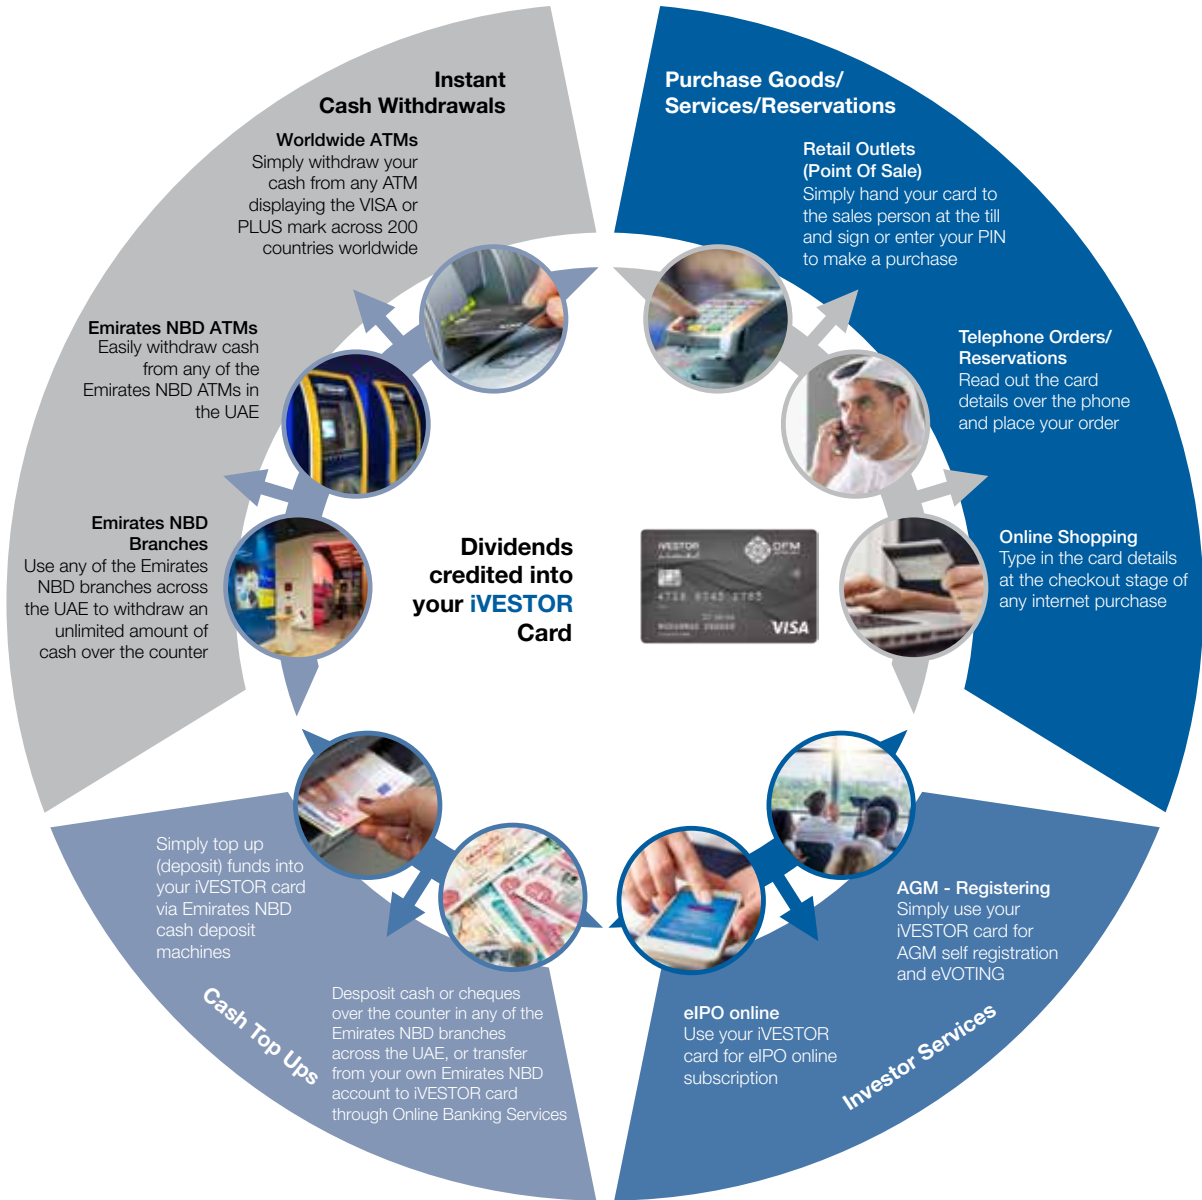 Instant
Cash Withdrawals
Worldwide ATMs
Simply withdraw your
cash from any ATM
displaying the VISA or
PLUS mark across 200
countries worldwide
Emirates NBD ATMs
Easily withdraw cash
from any of the
Emirates NBD ATMs in
the UAE
Emirates NBD
Branches
Use any of the Emirates
NBD branches across
the UAE to withdraw an
unlimited amount of
cash over the counter
Purchase Goods/
Services/Reservations
Retail Outlets
(Point Of Sale)
Simply hand your card to
the sales person at the till
and sign or enter your PIN
to make a purchase
Telephone Orders/
Reservations
Read out the card
details over the phone
and place your order
Online Shopping
Type in the card details
at the checkout stage of
any internet purchase
Dividends
credited into
your iVESTOR
Card
iVESTOR
DFM
VISA
Simply top up
(deposit) funds into
your iVESTOR card
via Emirates NBD
cash deposit
machines
Desposit cash or cheques
over the counter in any of the
Emirates NBD branches
across the UAE, or transfer
from your own Emirates NBD
account to iVESTOR card
through Online Banking Services
Cash Top Ups
AGM - Registering
Simply use your
iVESTOR card for
AGM self registration
and eVOTING
eIPO online
Use your iVESTOR
card for eIPO online
subscription
Investor Services